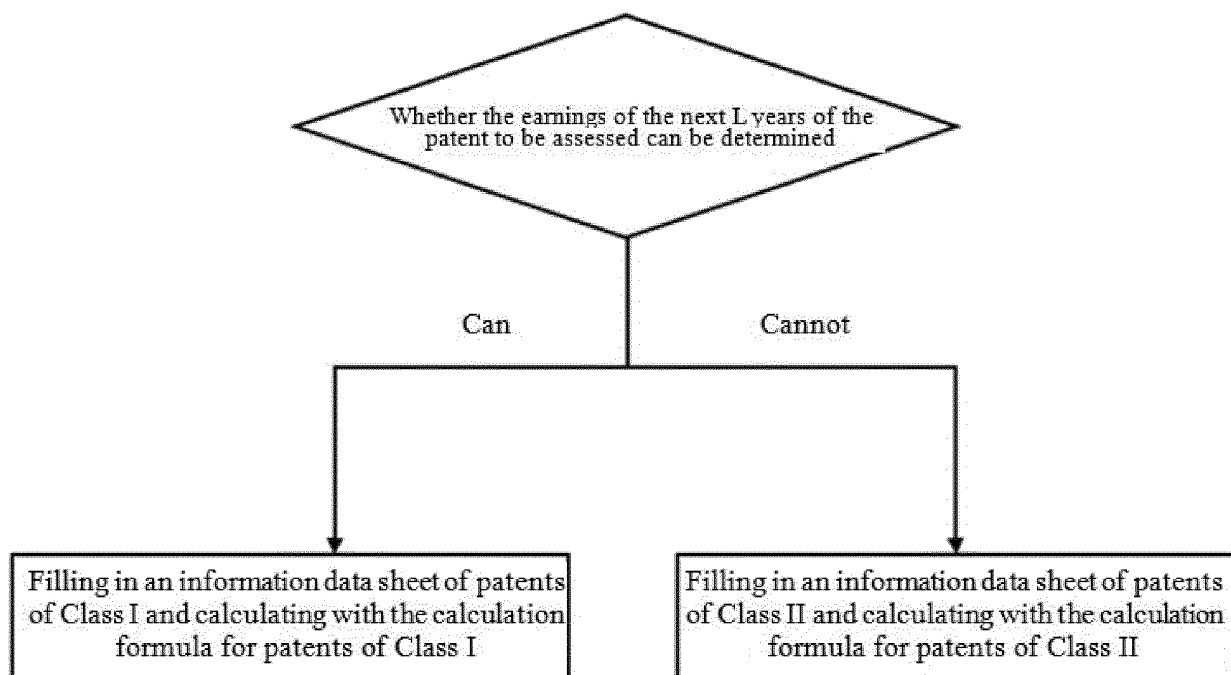 Whether the earnings of the next L years of the
patent to be assessed can be determined
Can
Cannot
Filling in an information data sheet of patents
of Class I and calculating with the calculation
formula for patents of Class I
Filling in an information data sheet of patents
of Class II and calculating with the calculation
formula for patents of Class II